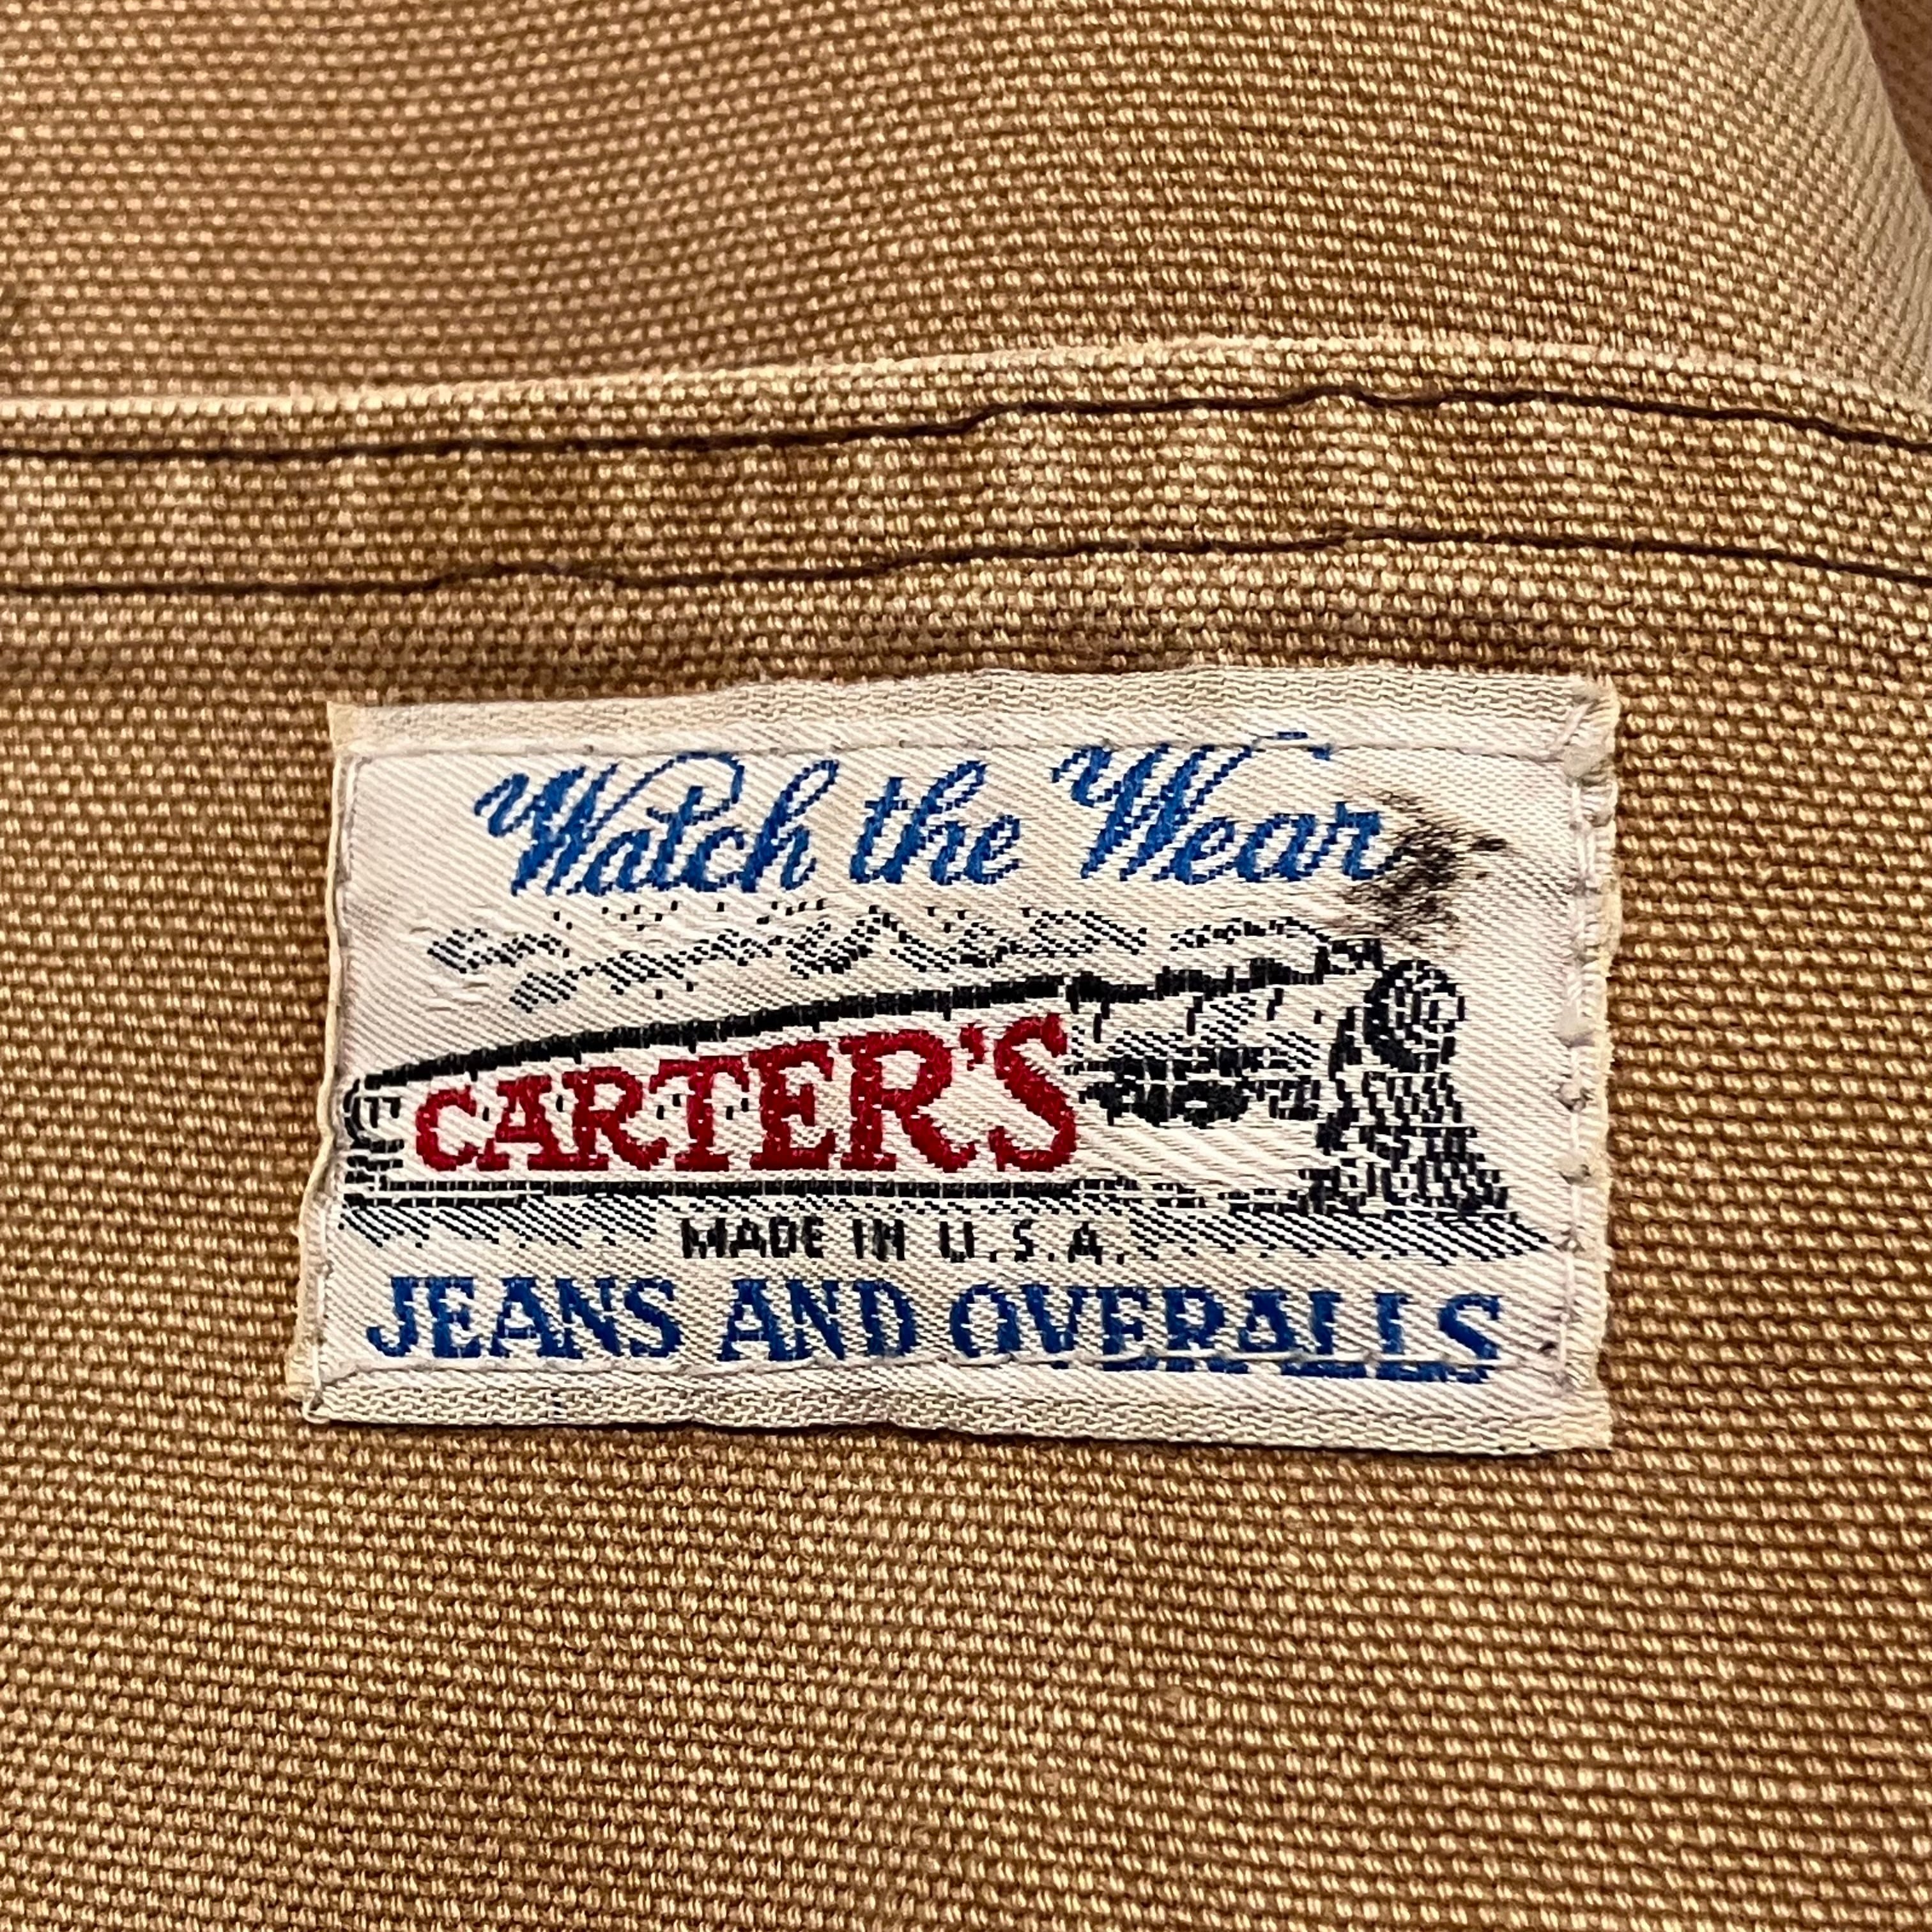 Watch the Wear
CARTER'S
MADE IN U.S.A.
JEANS AND OVERALLS